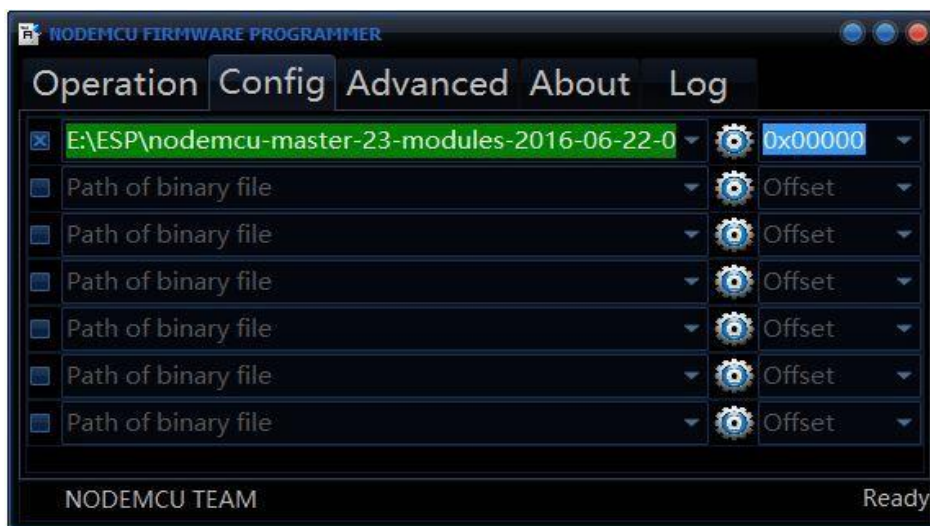 NODEMCU FIRMWARE PROGRAMMER
Operation Config Advanced About Log
E:\ESP\nodemcu-master-23-modules-2016-06-22-0 0x00000
Path of binary file Offset
Path of binary file Offset
Path of binary file Offset
Path of binary file Offset
Path of binary file Offset
Path of binary file Offset
NODEMCU TEAM Ready